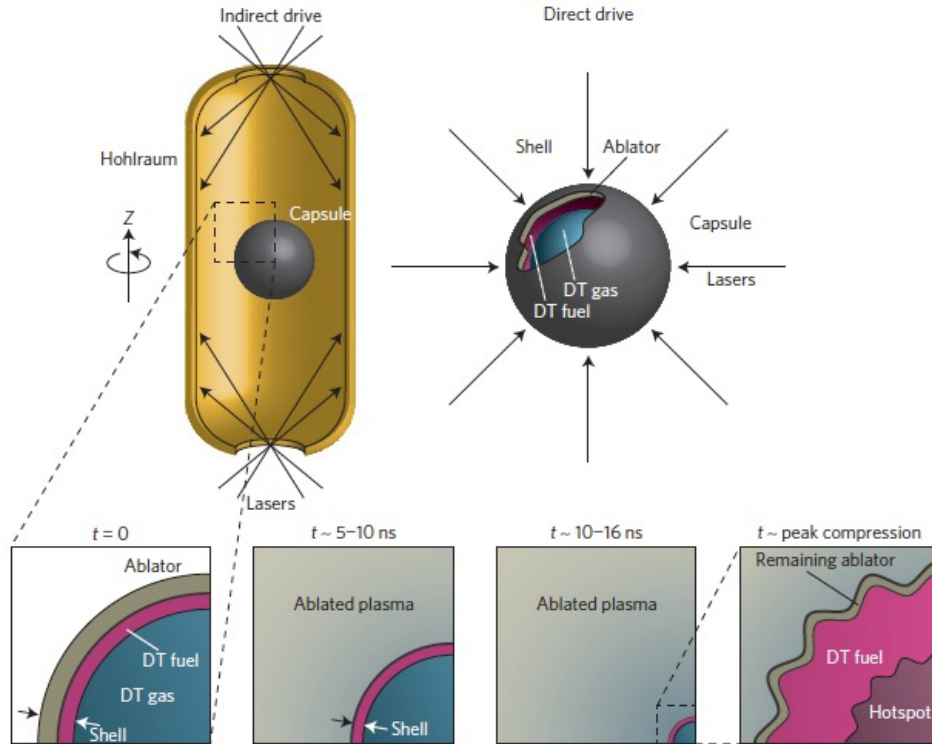 Indirect drive
Direct drive
Hohlraum
Z
Capsule
Lasers
Shell
Ablator
Capsule
Lasers
DT gas
DT fuel
t = 0
Ablator
DT fuel
DT gas
Shell
t ~ 5–10 ns
Ablated plasma
Shell
t ~ 10–16 ns
Ablated plasma
t ~ peak compression
Remaining ablator
DT fuel
Hotspot